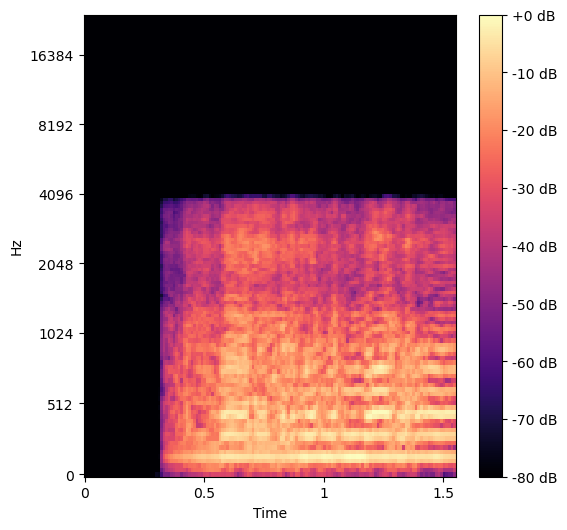 +0 dB
16384
-10 dB
8192
-20 dB
4096
-30 dB
Hz
-40 dB
2048
-50 dB
1024
-60 dB
512
-70 dB
0
-80 dB
0 0.5 1 1.5
Time